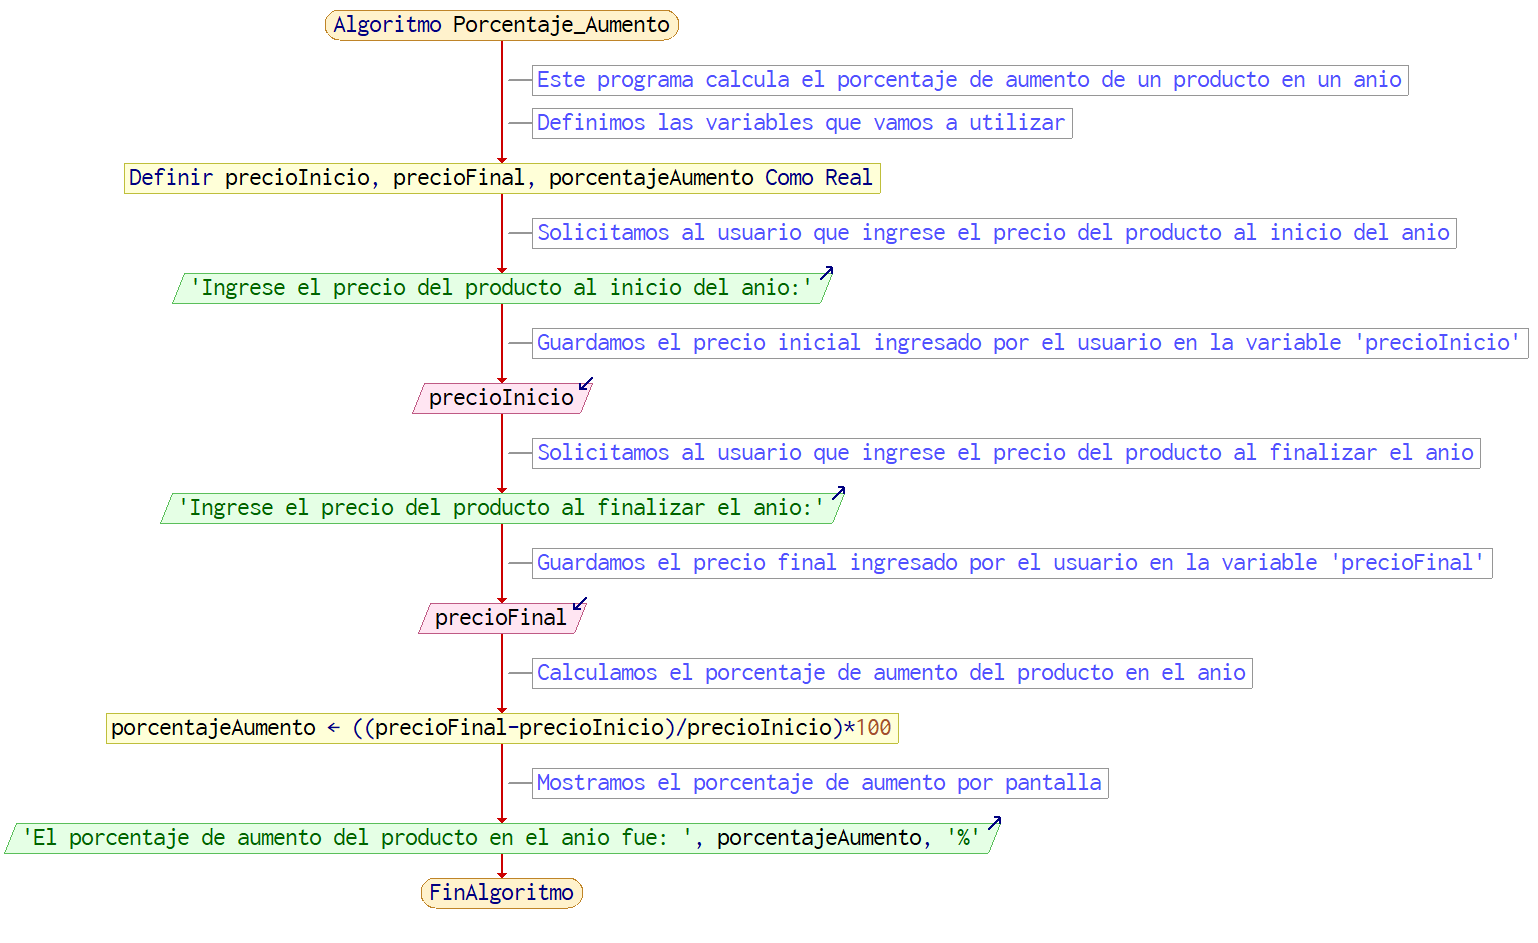 Algoritmo Porcentaje_Aumento
Este programa calcula el porcentaje de aumento de un producto en un anio
Definimos las variables que vamos a utilizar
Definir precioInicio, precioFinal, porcentajeAumento Como Real
Solicitamos al usuario que ingrese el precio del producto al inicio del anio
'Ingrese el precio del producto al inicio del anio:'
Guardamos el precio inicial ingresado por el usuario en la variable 'precioInicio'
precioInicio
Solicitamos al usuario que ingrese el precio del producto al finalizar el anio
'Ingrese el precio del producto al finalizar el anio:'
Guardamos el precio final ingresado por el usuario en la variable 'precioFinal'
precioFinal
Calculamos el porcentaje de aumento del producto en el anio
porcentajeAumento ← ((precioFinal-precioInicio)/precioInicio)*100
Mostramos el porcentaje de aumento por pantalla
'El porcentaje de aumento del producto en el anio fue: ', porcentajeAumento, '%'
FinAlgoritmo